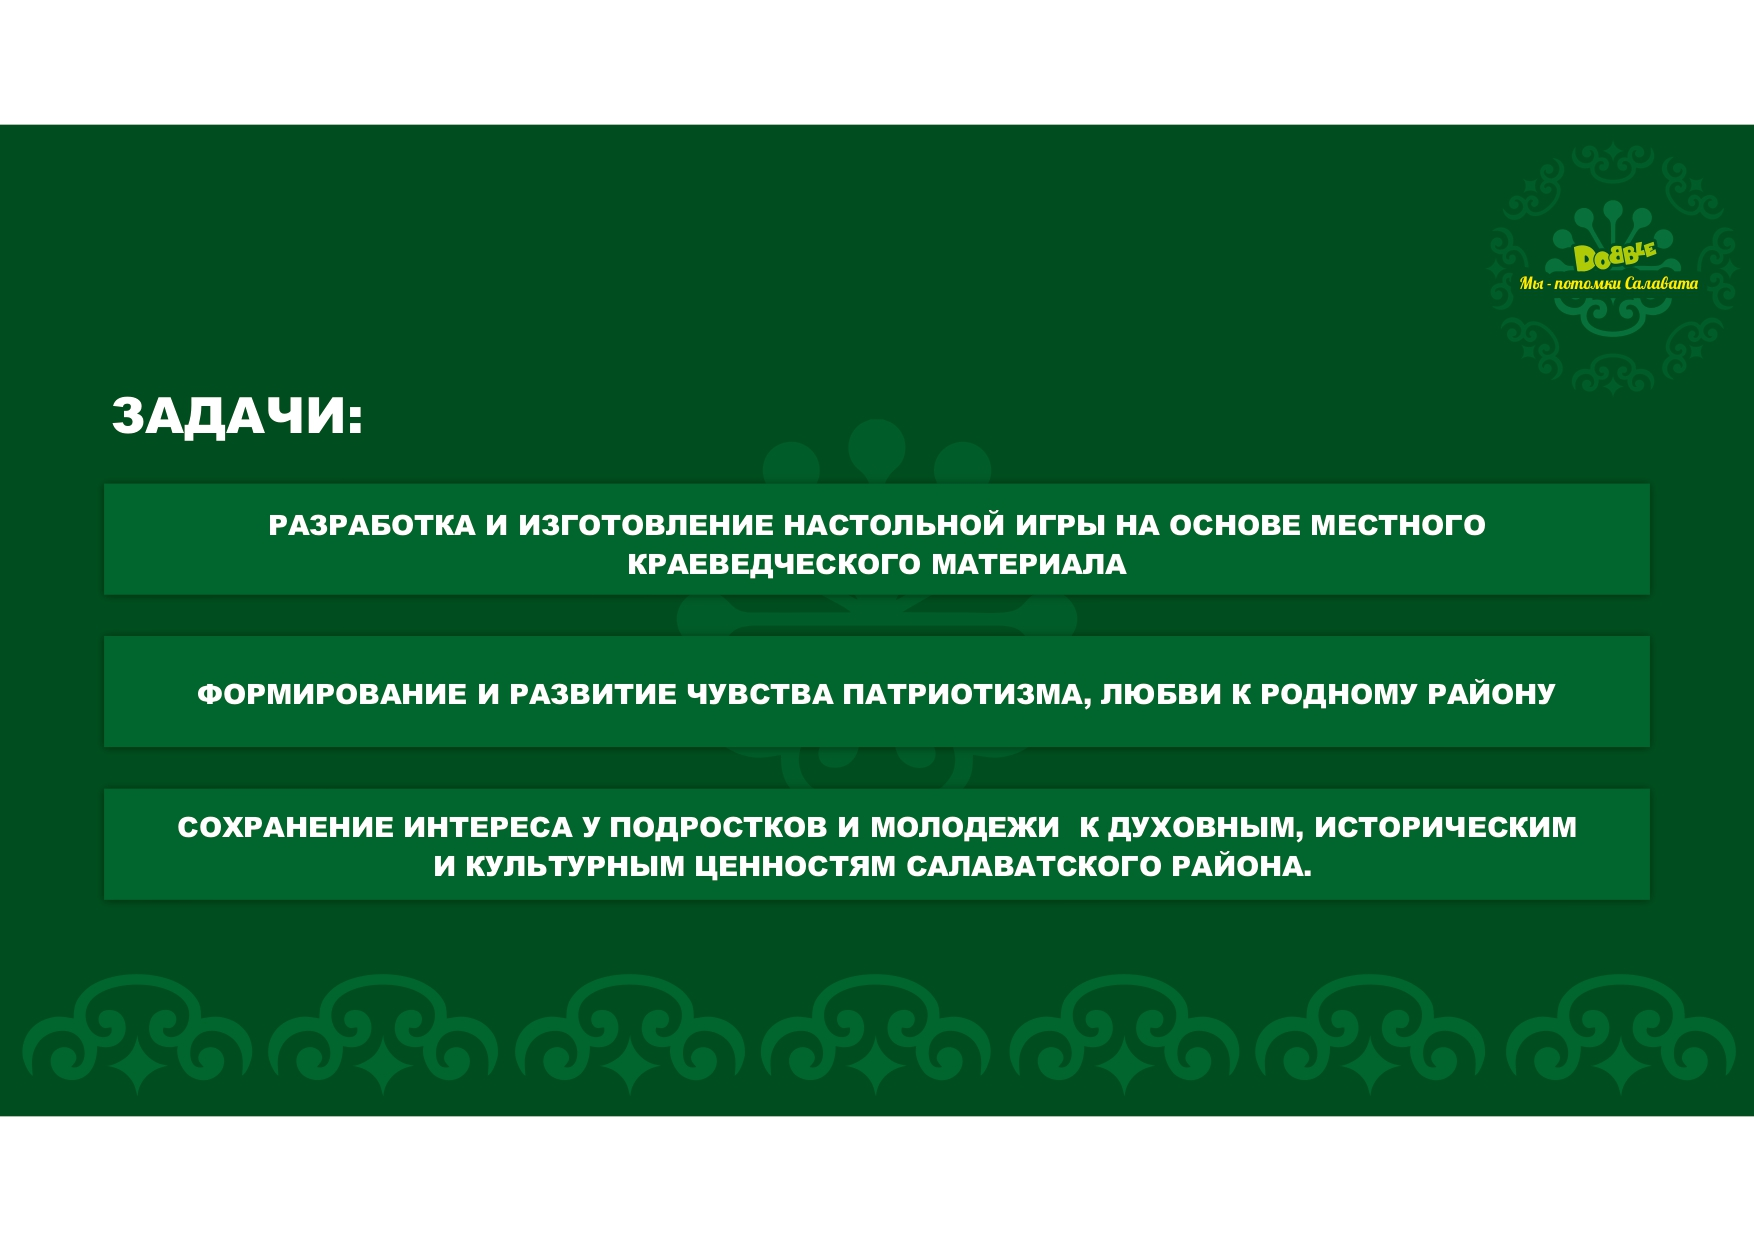 DOBBLE
Мы - потомки Салавата
ЗАДАЧИ:
РАЗРАБОТКА И ИЗГОТОВЛЕНИЕ НАСТОЛЬНОЙ ИГРЫ НА ОСНОВЕ МЕСТНОГО
КРАЕВЕДЧЕСКОГО МАТЕРИАЛА
ФОРМИРОВАНИЕ И РАЗВИТИЕ ЧУВСТВА ПАТРИОТИЗМА, ЛЮБВИ К РОДНОМУ РАЙОНУ
СОХРАНЕНИЕ ИНТЕРЕСА У ПОДРОСТКОВ И МОЛОДЕЖИ  К ДУХОВНЫМ, ИСТОРИЧЕСКИМ
И КУЛЬТУРНЫМ ЦЕННОСТЯМ САЛАВАТСКОГО РАЙОНА.